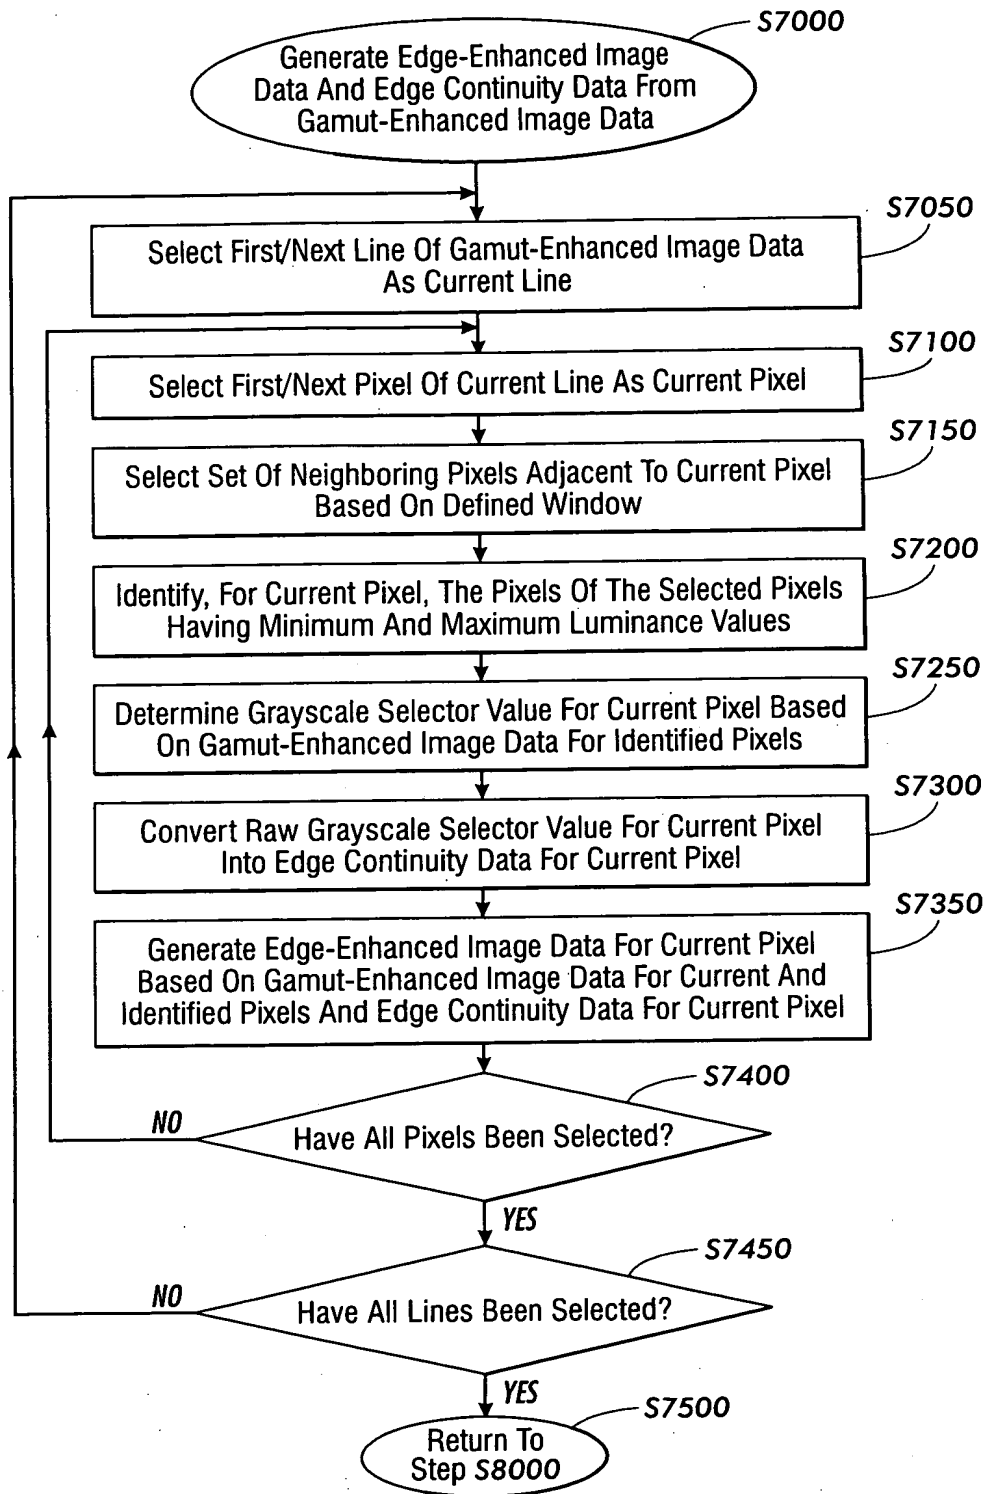 S7000
Generate Edge-Enhanced Image
Data And Edge Continuity Data From
Gamut-Enhanced Image Data
S7050
Select First/Next Line Of Gamut-Enhanced Image Data
As Current Line
S7100
Select First/Next Pixel Of Current Line As Current Pixel
S7150
Select Set Of Neighboring Pixels Adjacent To Current Pixel
Based On Defined Window
S7200
Identify, For Current Pixel, The Pixels Of The Selected Pixels
Having Minimum And Maximum Luminance Values
S7250
Determine Grayscale Selector Value For Current Pixel Based
On Gamut-Enhanced Image Data For Identified Pixels
S7300
Convert Raw Grayscale Selector Value For Current Pixel
Into Edge Continuity Data For Current Pixel
S7350
Generate Edge-Enhanced Image Data For Current Pixel
Based On Gamut-Enhanced Image Data For Current And
Identified Pixels And Edge Continuity Data For Current Pixel
S7400
NO
Have All Pixels Been Selected?
YES
S7450
NO
Have All Lines Been Selected?
YES
S7500
Return To
Step S8000